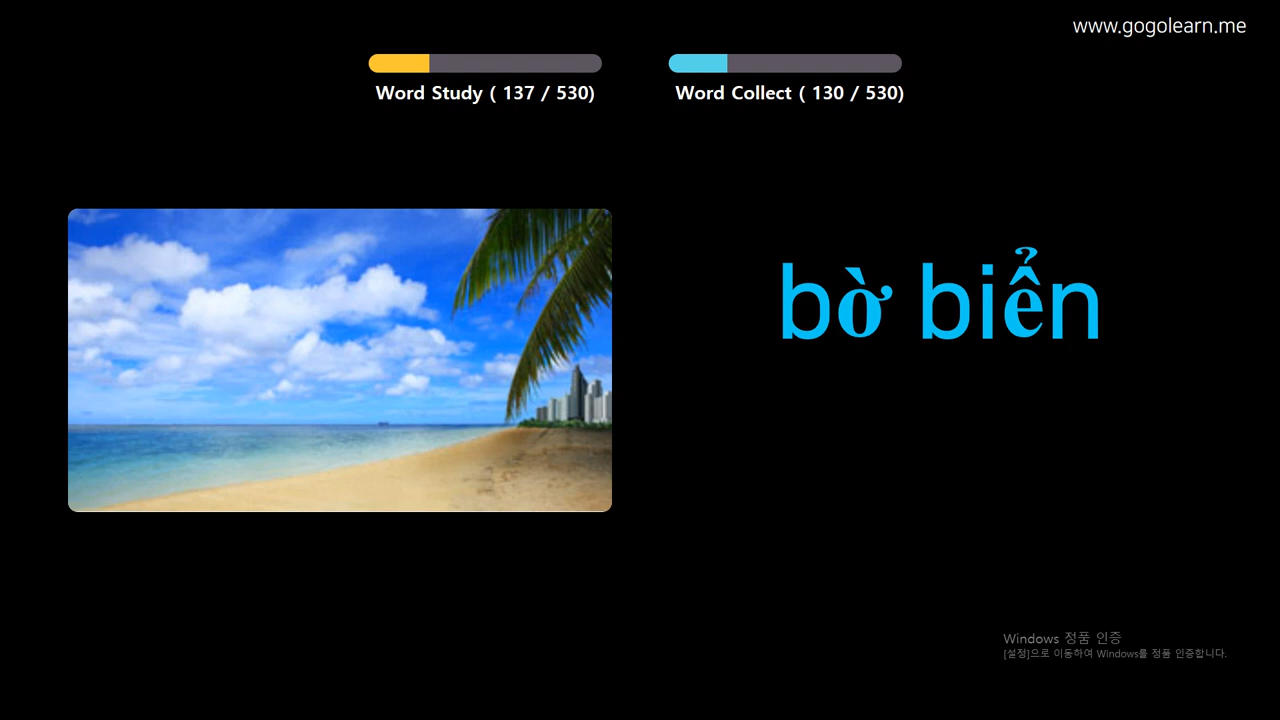 www.gogolearn.me
Word Study ( 137 / 530)
Word Collect ( 130 / 530)
bờ biển
Windows 정품 인증
[설정]으로 이동하여 Windows를 정품 인증합니다.